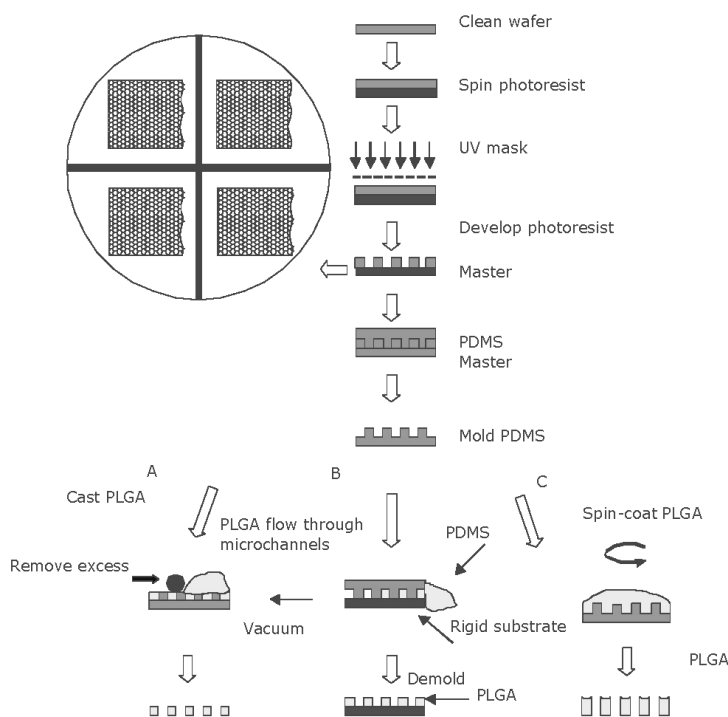 Clean wafer
Spin photoresist
UV mask
Develop photoresist
Master
PDMS
Master
Mold PDMS
A
B
C
Cast PLGA
PLGA flow through
microchannels
Remove excess
Vacuum
PDMS
Rigid substrate
Demold
PLGA
Spin-coat PLGA
PLGA